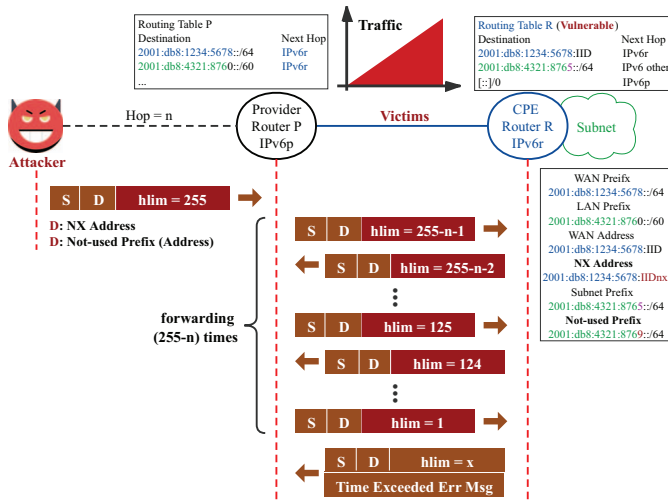 Routing Table P
Destination Next Hop
2001:db8:1234:5678::/64 IPv6r
2001:db8:4321:8760::/60 IPv6r
...
Traffic
Routing Table R (Vulnerable)
Destination Next Hop
2001:db8:1234:5678:IID IPv6r
2001:db8:4321:8765::/64 IPv6 other
[::]/0 IPv6p
Attacker
Hop = n
Provider
Router P
IPv6p
Victims
CPE
Router R
IPv6r
Subnet
S D hlim = 255
D: NX Address
D: Not-used Prefix (Address)
S D hlim = 255-n-1
S D hlim = 255-n-2
forwarding
(255-n) times
S D hlim = 125
S D hlim = 124
S D hlim = 1
S D hlim = x
Time Exceeded Err Msg
WAN Preifx
2001:db8:1234:5678::/64
LAN Prefix
2001:db8:4321:8760::/60
WAN Address
2001:db8:1234:5678:IID
NX Address
2001:db8:1234:5678:IIDnx
Subnet Prefix
2001:db8:4321:8765::/64
Not-used Prefix
2001:db8:4321:8769::/64